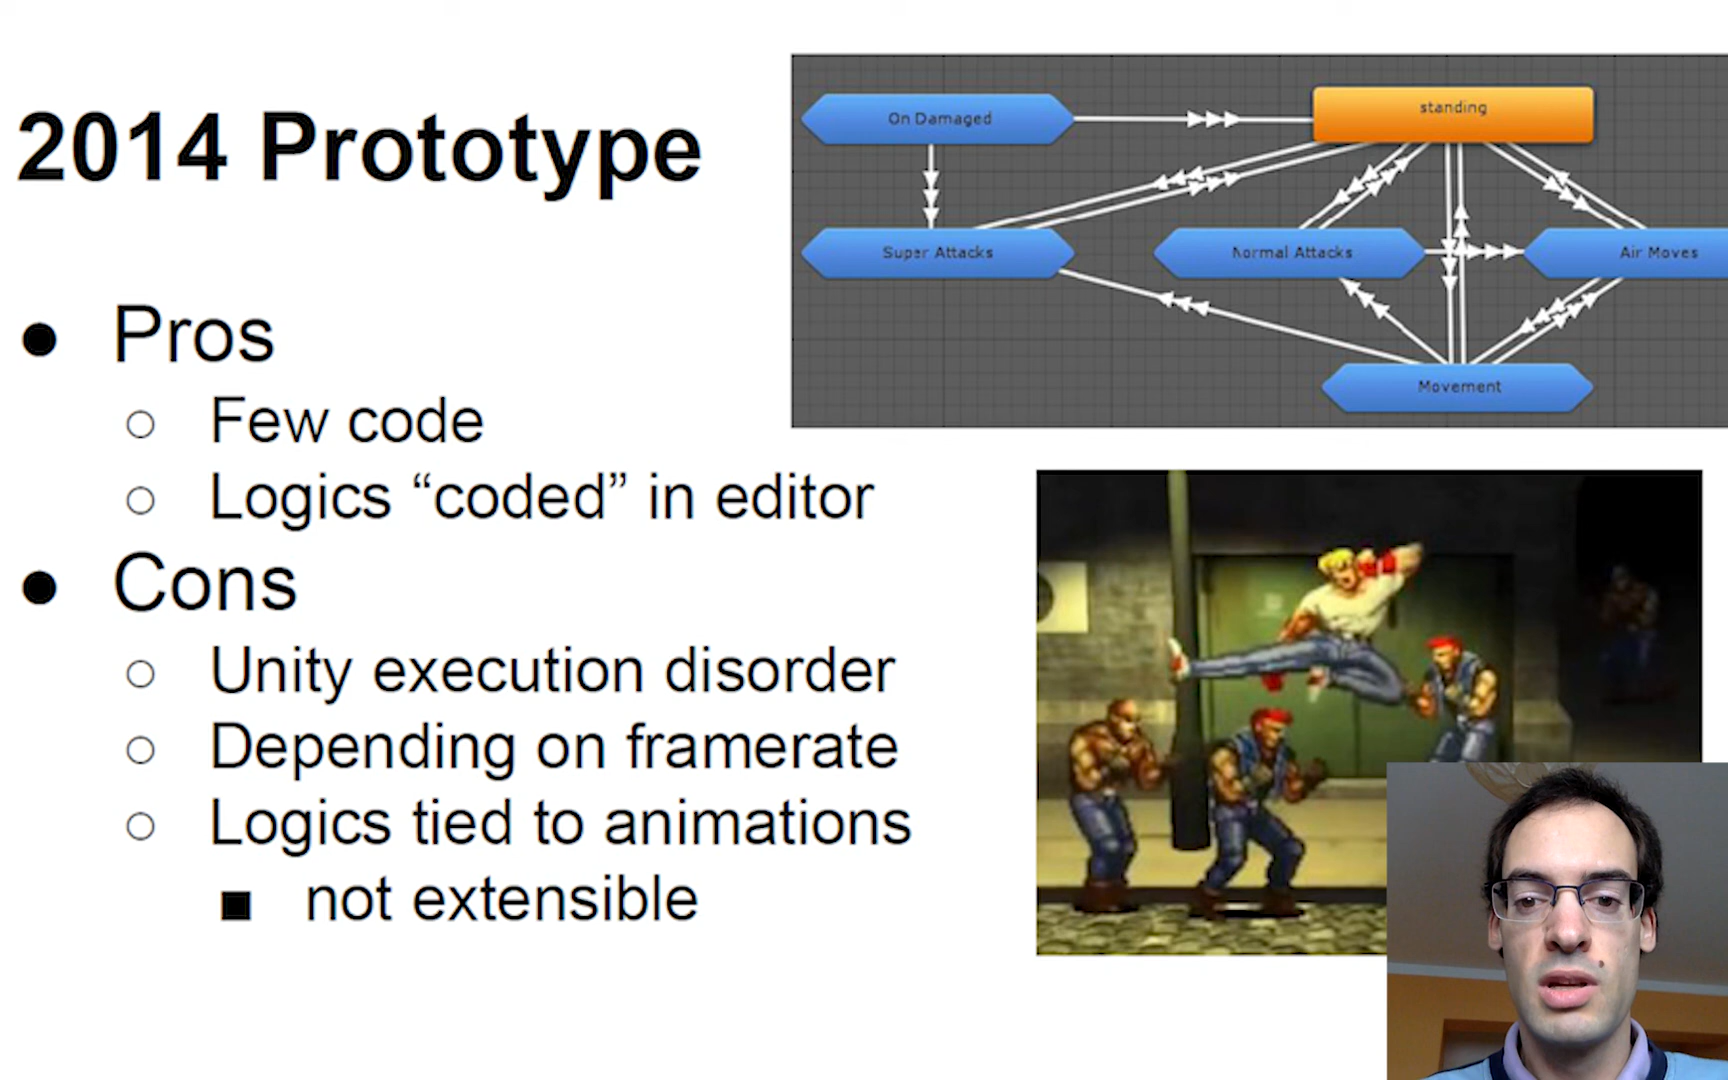 2014 Prototype
Pros
Few code
Logics “coded” in editor
Cons
Unity execution disorder
Depending on framerate
Logics tied to animations
not extensible
On Damaged
standing
Super Attacks
Normal Attacks
Air Moves
Movement